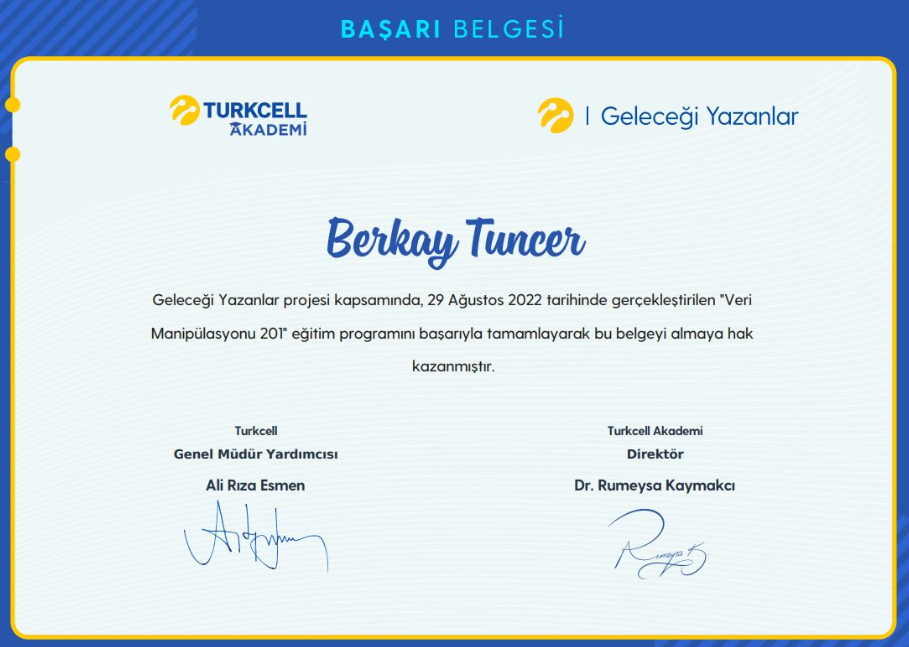 BAŞARI BELGESİ
TURKCELL
AKADEMİ
| Geleceği Yazanlar
Berkay Tuncer
Geleceği Yazanlar projesi kapsamında, 29 Ağustos 2022 tarihinde gerçekleştirilen "Veri
Manipülasyonu 201" eğitim programını başarıyla tamamlayarak bu belgeyi almaya hak
kazanmıştır.
Turkcell
Genel Müdür Yardımcısı
Ali Rıza Esmen
Turkcell Akademi
Direktör
Dr. Rumeysa Kaymakcı
Rumeysa K